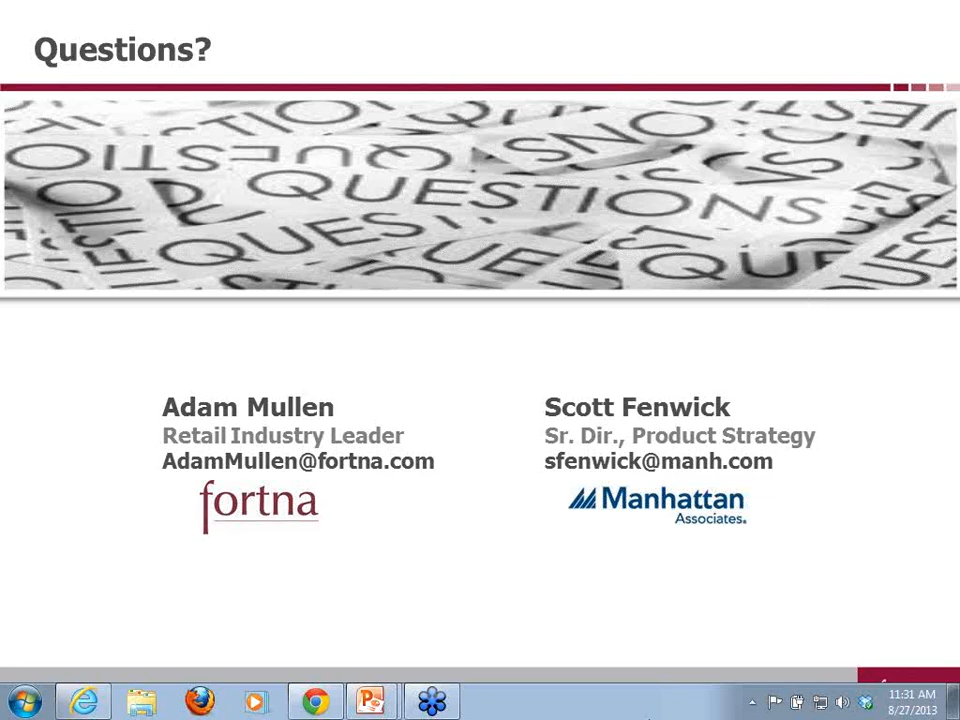 Questions?
QUESTIONS
QUESTI
Adam Mullen
Retail Industry Leader
AdamMullen@fortna.com
fortna
Scott Fenwick
Sr. Dir., Product Strategy
sfenwick@manh.com
Manhattan
Associates.
11:31 AM
8/27/2013